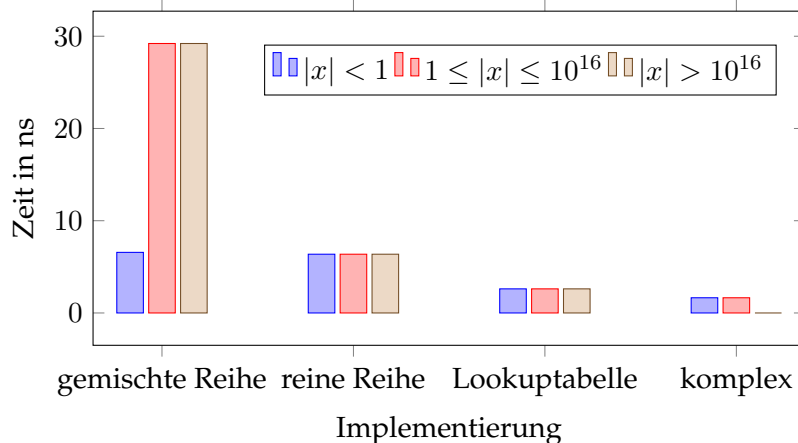 30
20
10
0
Zeit in ns
|x| < 1 1 ≤ |x| ≤ 10^16 |x| > 10^16
gemischte Reihe reine Reihe Lookuptabelle komplex
Implementierung